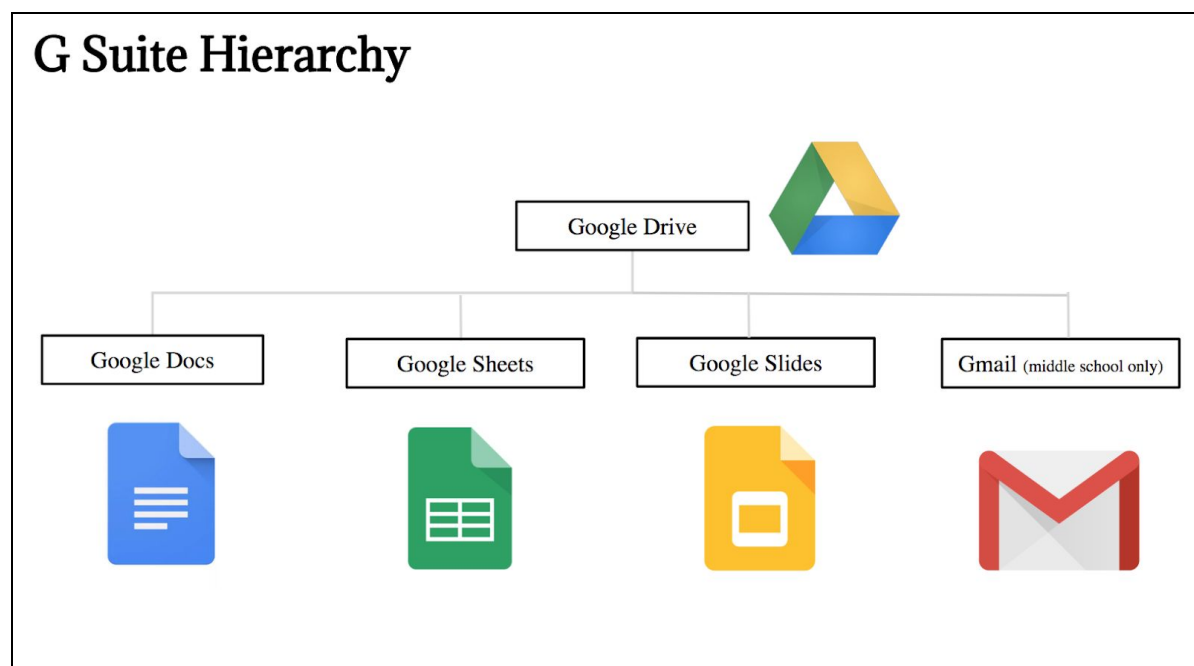 G Suite Hierarchy
Google Drive
Google Docs
Google Sheets
Google Slides
Gmail (middle school only)